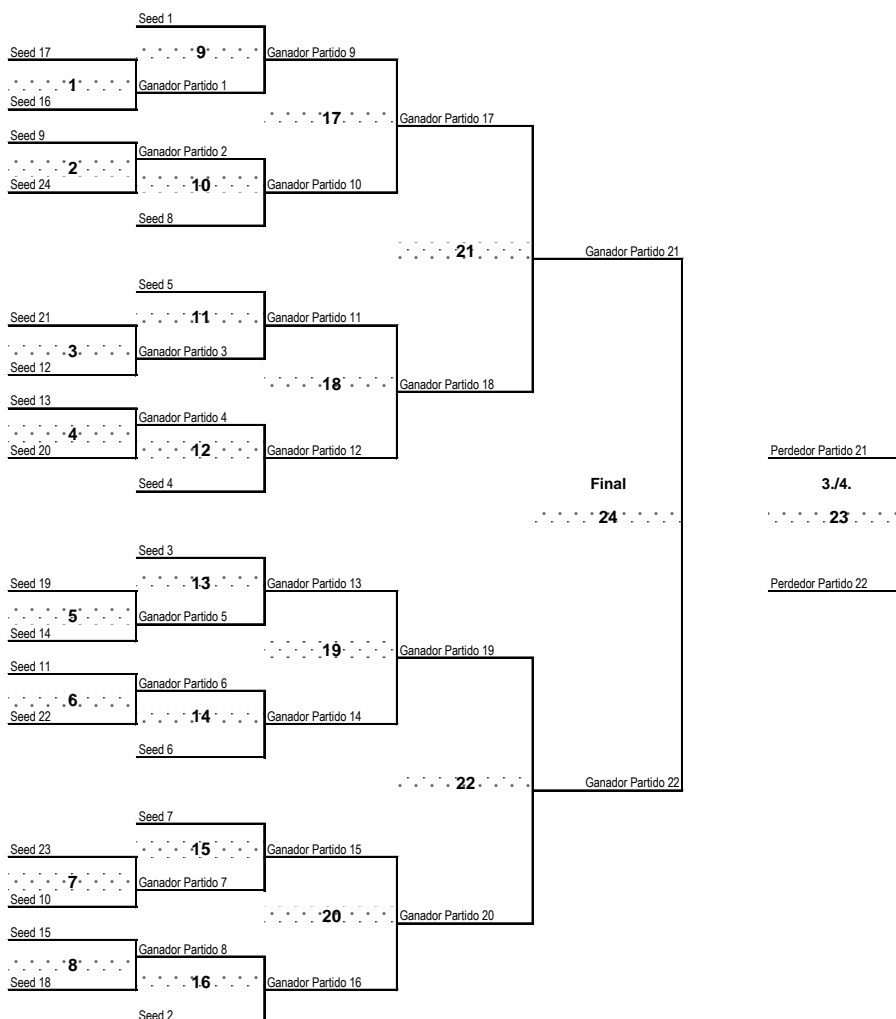 Seed 1
Seed 17
9
Ganador Partido 9
1
Ganador Partido 1
Seed 16
17
Ganador Partido 17
Seed 9
Ganador Partido 2
2
Seed 24
10
Ganador Partido 10
Seed 8
21
Ganador Partido 21
Seed 5
Seed 21
11
Ganador Partido 11
3
Ganador Partido 3
Seed 12
18
Ganador Partido 18
Seed 13
Ganador Partido 4
4
Seed 20
12
Ganador Partido 12
Perdedor Partido 21
Seed 4
Final
3./4.
24
23
Seed 3
Seed 19
13
Ganador Partido 13
Perdedor Partido 22
5
Ganador Partido 5
Seed 14
19
Ganador Partido 19
Seed 11
Ganador Partido 6
6
Seed 22
14
Ganador Partido 14
Seed 6
22
Ganador Partido 22
Seed 7
Seed 23
15
Ganador Partido 15
7
Ganador Partido 7
Seed 10
20
Ganador Partido 20
Seed 15
Ganador Partido 8
8
Seed 18
16
Ganador Partido 16
Seed 2